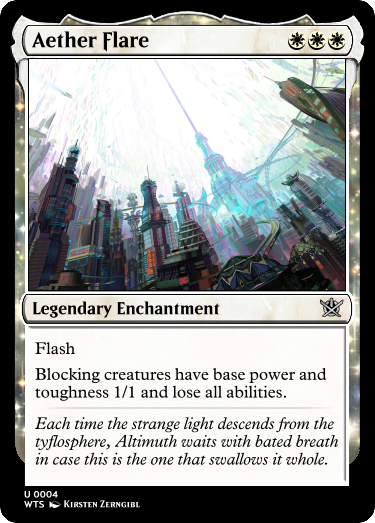 Aether Flare
Legendary Enchantment
Flash
Blocking creatures have base power and
toughness 1/1 and lose all abilities.
Each time the strange light descends from the
tyflosphere, Altimuth waits with bated breath
in case this is the one that swallows it whole.
U 0004
WTS Kirsten Zerngibl